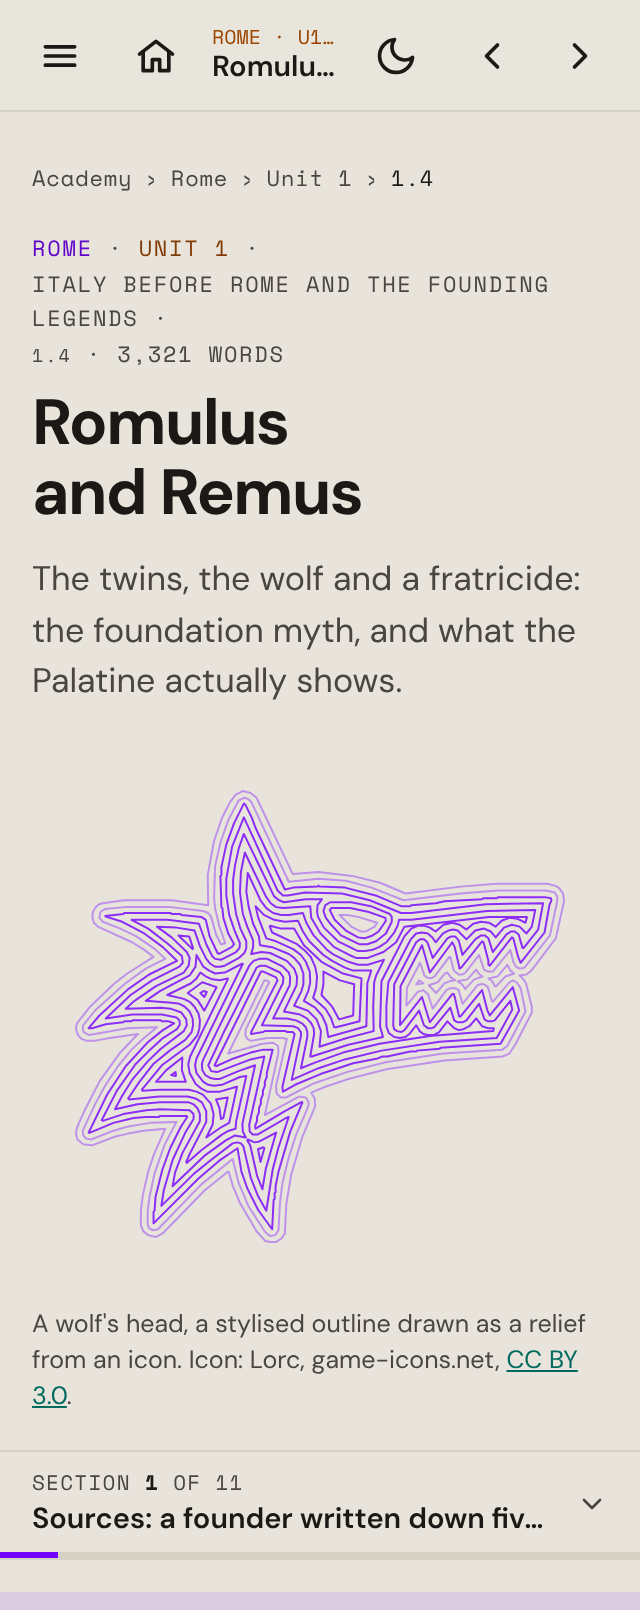 ROME · U1…
Romulu…
Academy › Rome › Unit 1 › 1.4
ROME · UNIT 1 ·
ITALY BEFORE ROME AND THE FOUNDING
LEGENDS ·
1.4 · 3,321 WORDS
Romulus
and Remus
The twins, the wolf and a fratricide:
the foundation myth, and what the
Palatine actually shows.
A wolf's head, a stylised outline drawn as a relief
from an icon. Icon: Lorc, game-icons.net, CC BY
3.0.
SECTION 1 OF 11
Sources: a founder written down fiv…